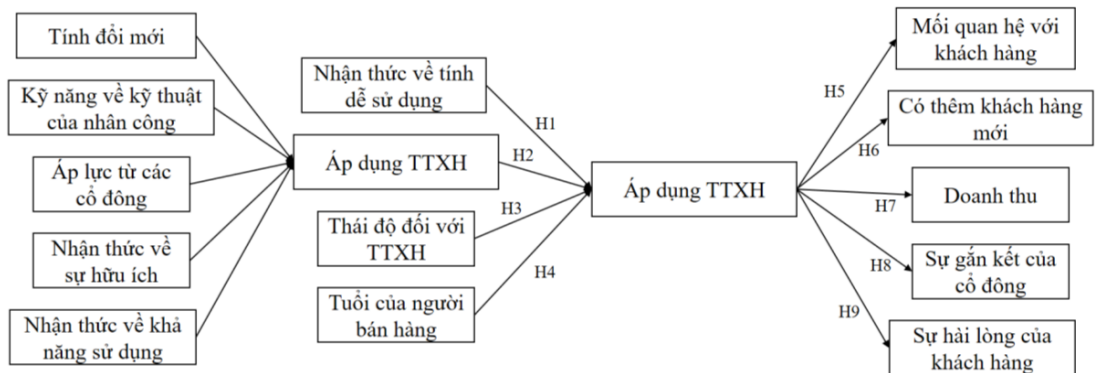 Tính đổi mới
Kỹ năng về kỹ thuật
của nhân công
Áp lực từ các
cổ đông
Nhận thức về
sự hữu ích
Nhận thức về khả
năng sử dụng
Nhận thức về tính
dễ sử dụng
Áp dụng TTXH
Thái độ đối với
TTXH
Tuổi của người
bán hàng
H1
H2
H3
H4
Áp dụng TTXH
H5
H6
H7
H8
H9
Mối quan hệ với
khách hàng
Có thêm khách hàng
mới
Doanh thu
Sự gắn kết của
cổ đông
Sự hài lòng của
khách hàng